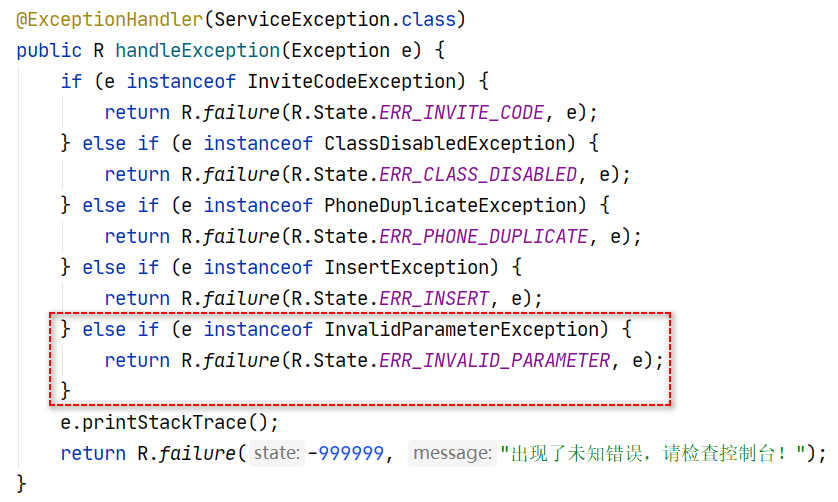 @ExceptionHandler(ServiceException.class)
public R handleException(Exception e) {
if (e instanceof InviteCodeException) {
return R.failure(R.State.ERR_INVITE_CODE, e);
} else if (e instanceof ClassDisabledException) {
return R.failure(R.State.ERR_CLASS_DISABLED, e);
} else if (e instanceof PhoneDuplicateException) {
return R.failure(R.State.ERR_PHONE_DUPLICATE, e);
} else if (e instanceof InsertException) {
return R.failure(R.State.ERR_INSERT, e);
} else if (e instanceof InvalidParameterException) {
return R.failure(R.State.ERR_INVALID_PARAMETER, e);
}
e.printStackTrace();
return R.failure( state: -999999, message: "出现了未知错误，请检查控制台！");
}